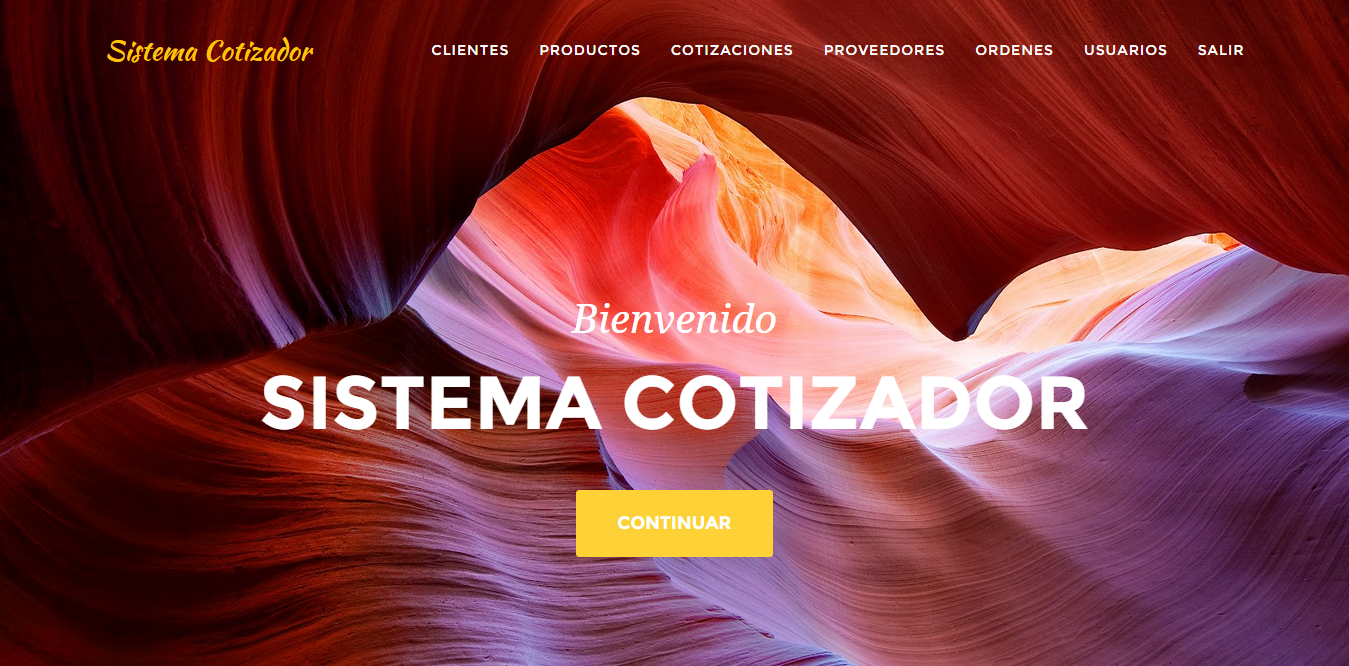 Sistema Cotizador
CLIENTES PRODUCTOS COTIZACIONES PROVEEDORES ORDENES USUARIOS SALIR
Bienvenido
SISTEMA COTIZADOR
CONTINUAR